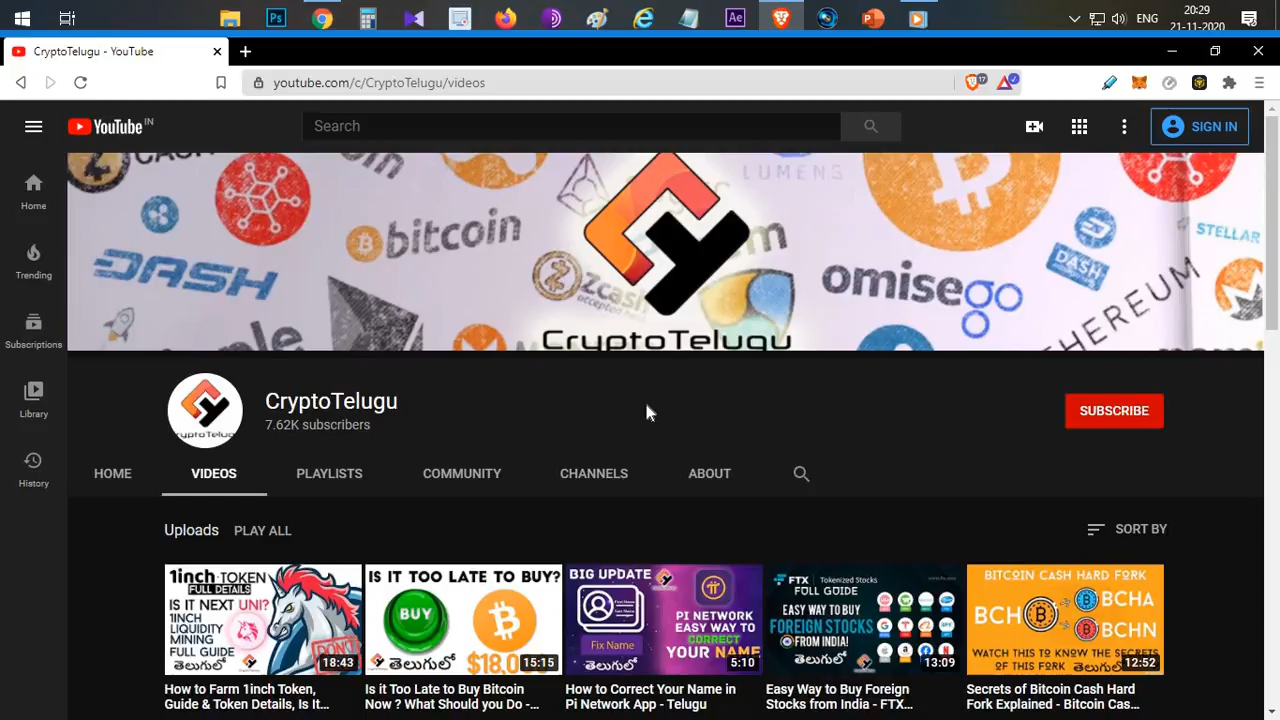 20:29
ENG
21-11-2020
CryptoTelugu - YouTube
youtube.com/c/CryptoTelugu/videos
17
YouTube IN
Search
SIGN IN
Home
Trending
Subscriptions
Library
History
CASH
LUMENS
bitcoin
STELLAR
DASH
zcash
accepted here
omisego
DASH
ETHEREUM
CryptoTelugu
CryptoTelugu
7.62K subscribers
SUBSCRIBE
HOME
VIDEOS
PLAYLISTS
COMMUNITY
CHANNELS
ABOUT
Uploads
PLAY ALL
SORT BY
1inch TOKEN
FULL DETAILS
IS IT NEXT UNI?
1INCH
LIQUIDITY
MINING
FULL GUIDE
తెలుగులో
18:43
IS IT TOO LATE TO BUY?
BUY
$18,0
తెలుగులో
15:15
BIG UPDATE
Fix Name
PI NETWORK
EASY WAY TO
CORRECT
YOUR NAME
తెలుగులో
5:10
FTX Tokenized Stocks
FULL GUIDE
EASY WAY TO BUY
FOREIGN STOCKS
FROM INDIA!
తెలుగులో
13:09
BITCOIN CASH HARD FORK
BCH
BCHA
BCHN
WATCH THIS TO KNOW THE SECRETS
OF THIS FORK
12:52
How to Farm 1inch Token,
Guide & Token Details, Is It...
Is it Too Late to Buy Bitcoin
Now ? What Should you Do -...
How to Correct Your Name in
Pi Network App - Telugu
Easy Way to Buy Foreign
Stocks from India - FTX...
Secrets of Bitcoin Cash Hard
Fork Explained - Bitcoin Cas...